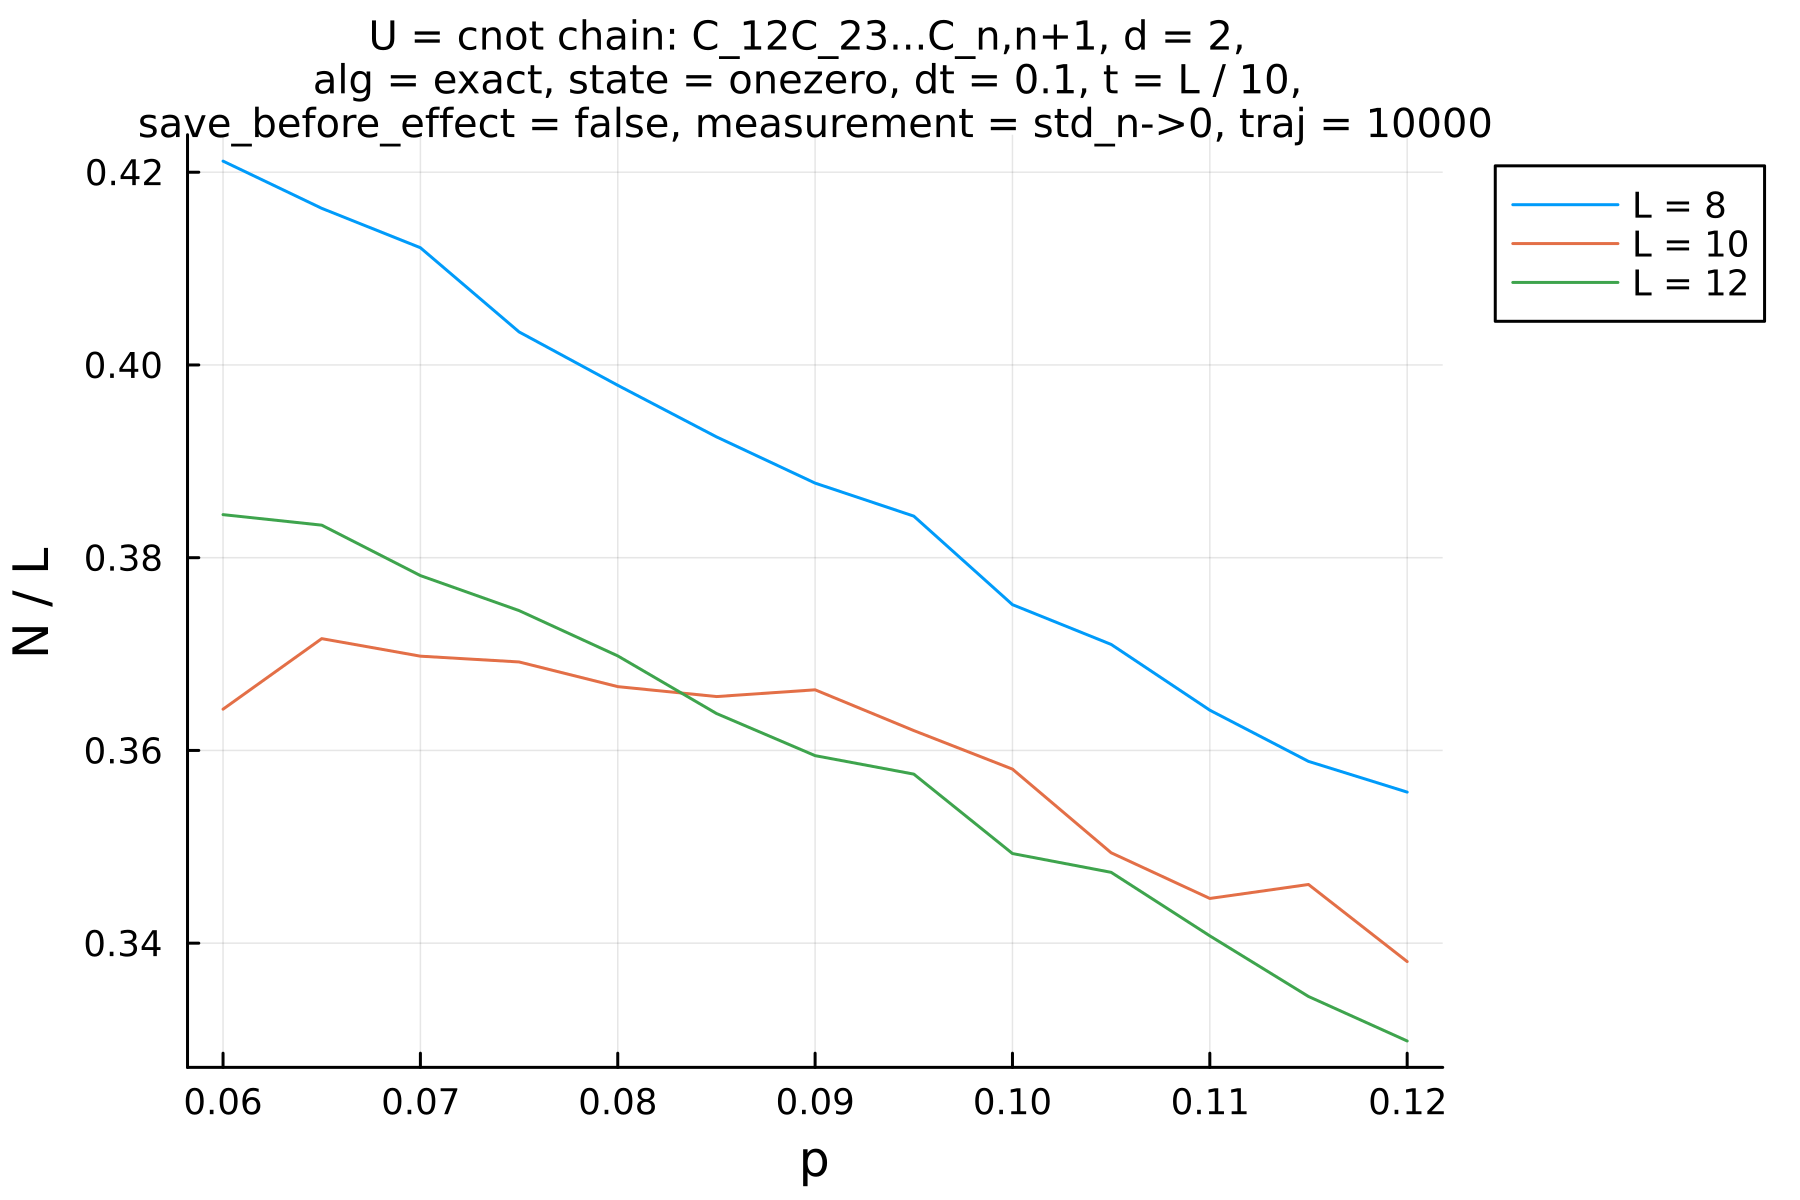 U = cnot chain: C_12C_23...C_n,n+1, d = 2,
alg = exact, state = onezero, dt = 0.1, t = L / 10,
save_before_effect = false, measurement = std_n->0, traj = 10000
0.42
0.40
0.38
0.36
0.34
N / L
0.06 0.07 0.08 0.09 0.10 0.11 0.12
p
L = 8
L = 10
L = 12